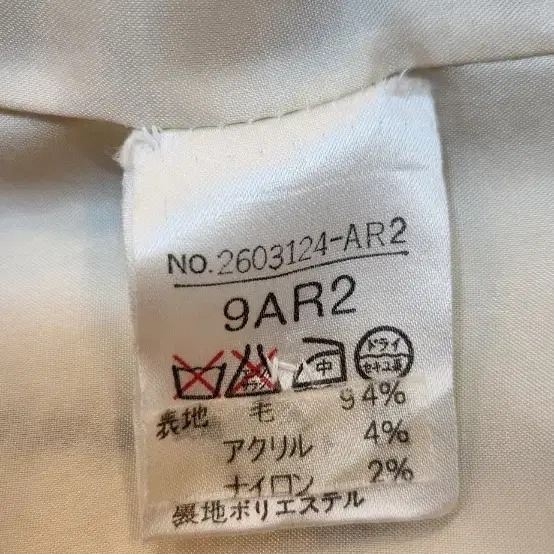 NO.2603124-AR2
9AR2
中 ドライ セキユ系
表地 毛 94%
アクリル 4%
ナイロン 2%
裏地ポリエステル